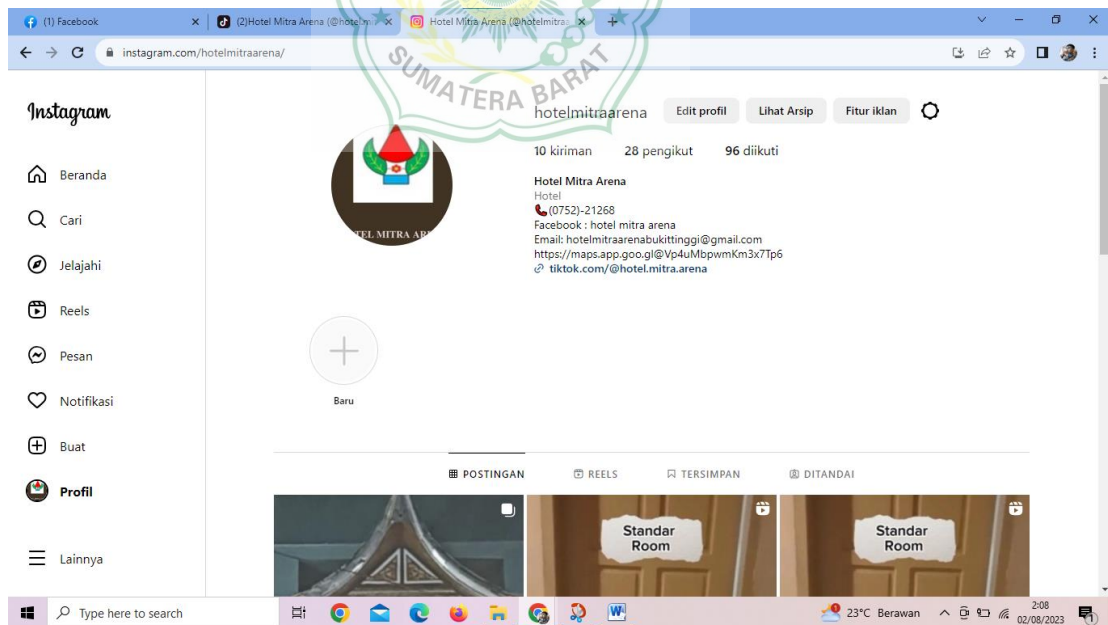 (1) Facebook
(2)Hotel Mitra Arena (@hotel.m
Hotel Mitra Arena (@hotelmitraa
instagram.com/hotelmitraarena/
SUMATERA BARAT
Instagram
hotelmitraarena Edit profil Lihat Arsip Fitur iklan
10 kiriman 28 pengikut 96 diikuti
Hotel Mitra Arena
Hotel
(0752)-21268
Facebook : hotel mitra arena
Email: hotelmitraarenabukittinggi@gmail.com
https://maps.app.goo.gl@Vp4uMbpwmKm3x7Tp6
tiktok.com/@hotel.mitra.arena
TEL MITRA AR
Beranda
Cari
Jelajahi
Reels
Pesan
Notifikasi
Buat
Profil
Lainnya
Baru
POSTINGAN REELS TERSIMPAN DITANDAI
Standar
Room
Standar
Room
Type here to search
23°C Berawan
2:08
02/08/2023